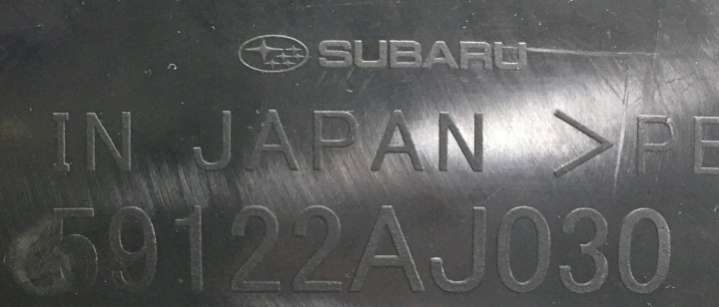 SUBARU
IN JAPAN >PE
59122AJ030